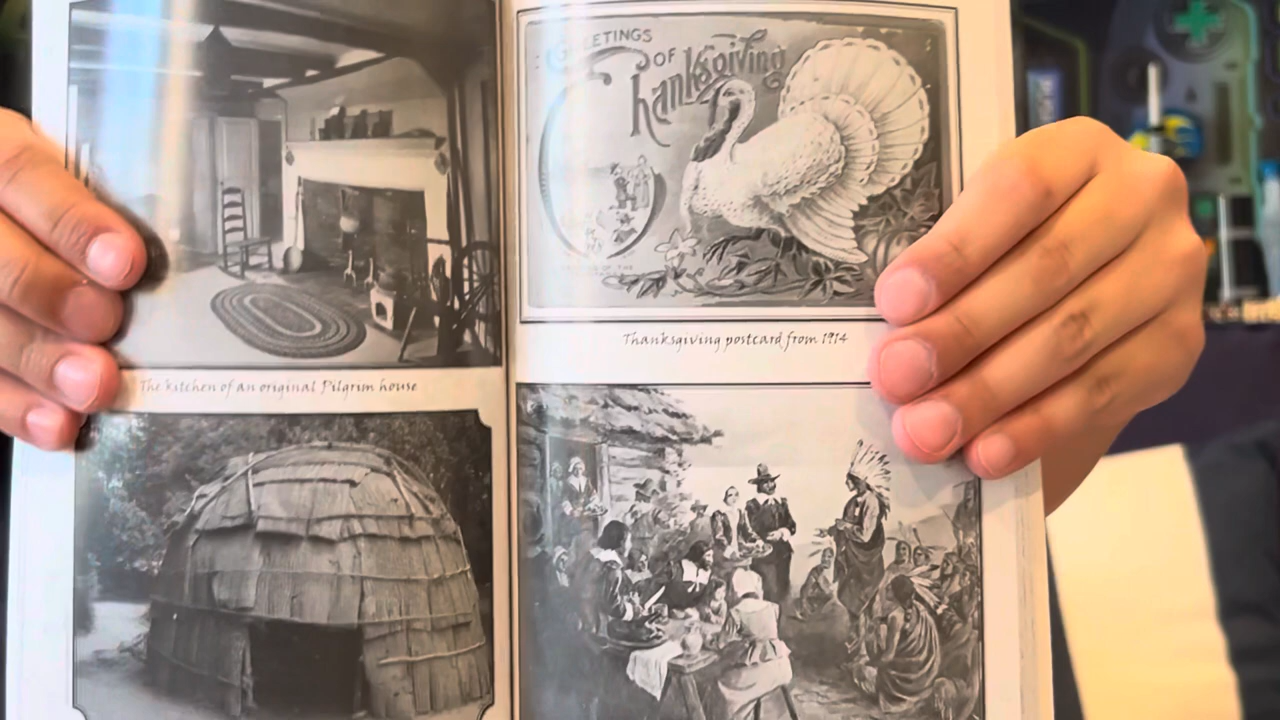 The kitchen of an original Pilgrim house
GREETINGS
OF
Thanksgiving
Thanksgiving postcard from 1914